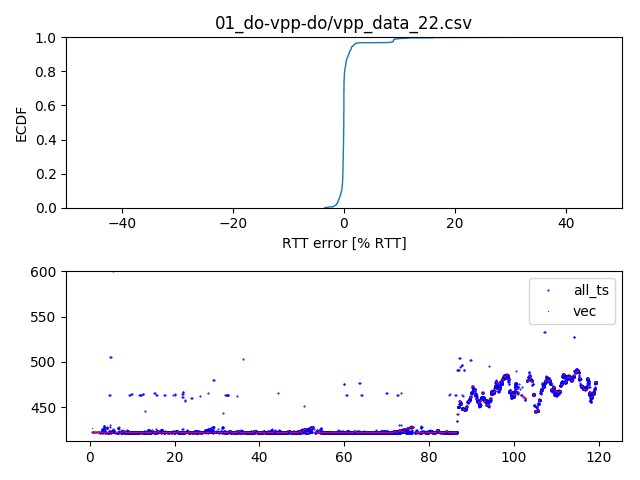 01_do-vpp-do/vpp_data_22.csv
1.0
0.8
0.6
0.4
0.2
0.0
ECDF
−40 −20 0 20 40
RTT error [% RTT]
600
550
500
450
all_ts
vec
0 20 40 60 80 100 120